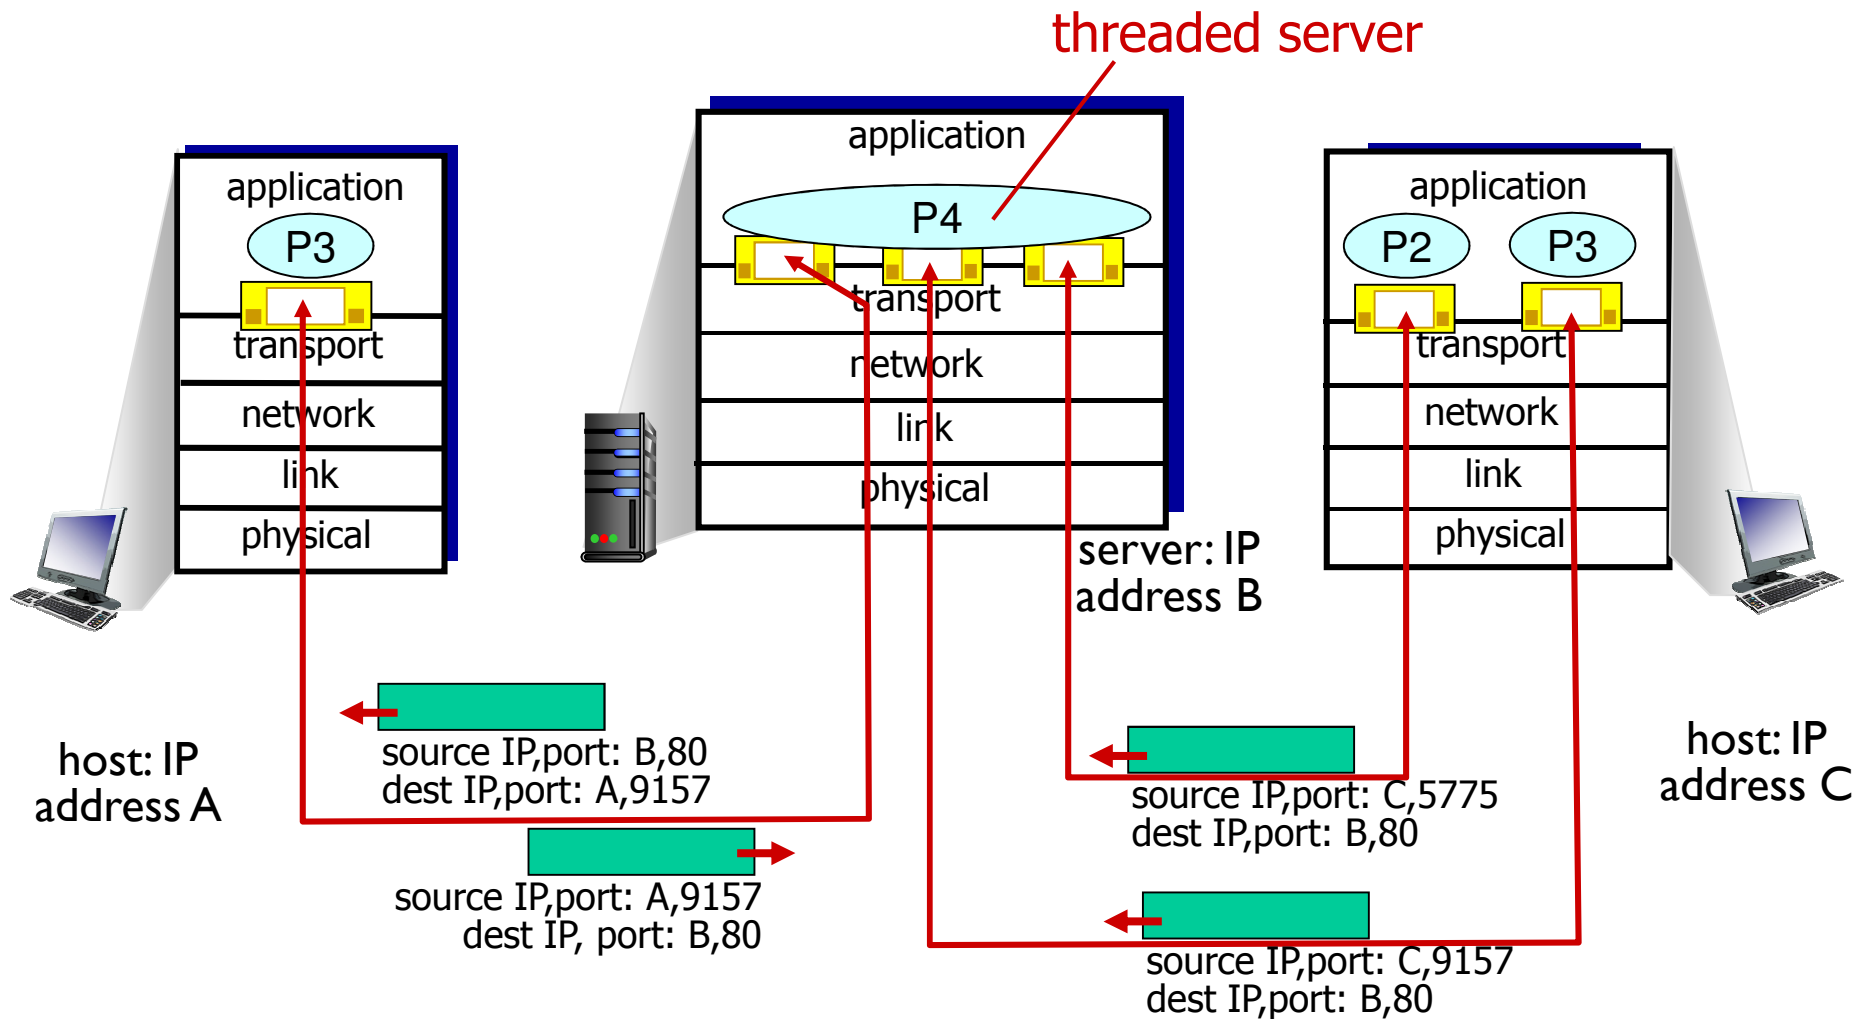 threaded server
application
P3
transport
network
link
physical
application
P4
transport
network
link
physical
application
P2
P3
transport
network
link
physical
server: IP
address B
host: IP
address A
source IP,port: B,80
dest IP,port: A,9157
source IP,port: A,9157
dest IP, port: B,80
source IP,port: C,5775
dest IP,port: B,80
source IP,port: C,9157
dest IP,port: B,80
host: IP
address C